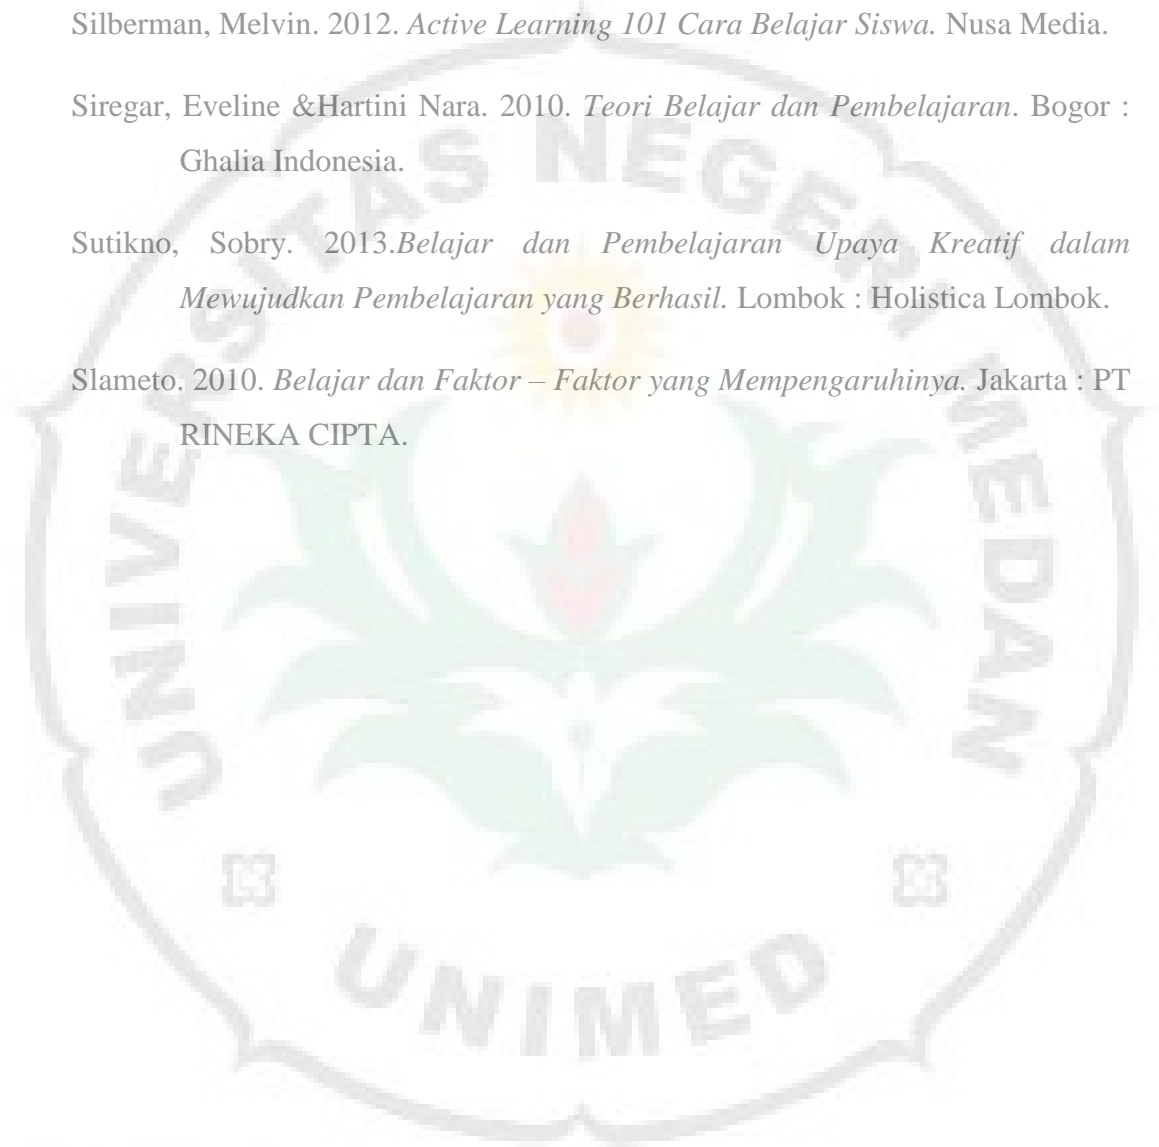 Silberman, Melvin. 2012. Active Learning 101 Cara Belajar Siswa. Nusa Media.
Siregar, Eveline &Hartini Nara. 2010. Teori Belajar dan Pembelajaran. Bogor :
Ghalia Indonesia.
Sutikno, Sobry. 2013.Belajar dan Pembelajaran Upaya Kreatif dalam
Mewujudkan Pembelajaran yang Berhasil. Lombok : Holistica Lombok.
Slameto. 2010. Belajar dan Faktor – Faktor yang Mempengaruhinya. Jakarta : PT
RINEKA CIPTA.
UNIVERSITAS NEGERI MEDAN
UNIMED